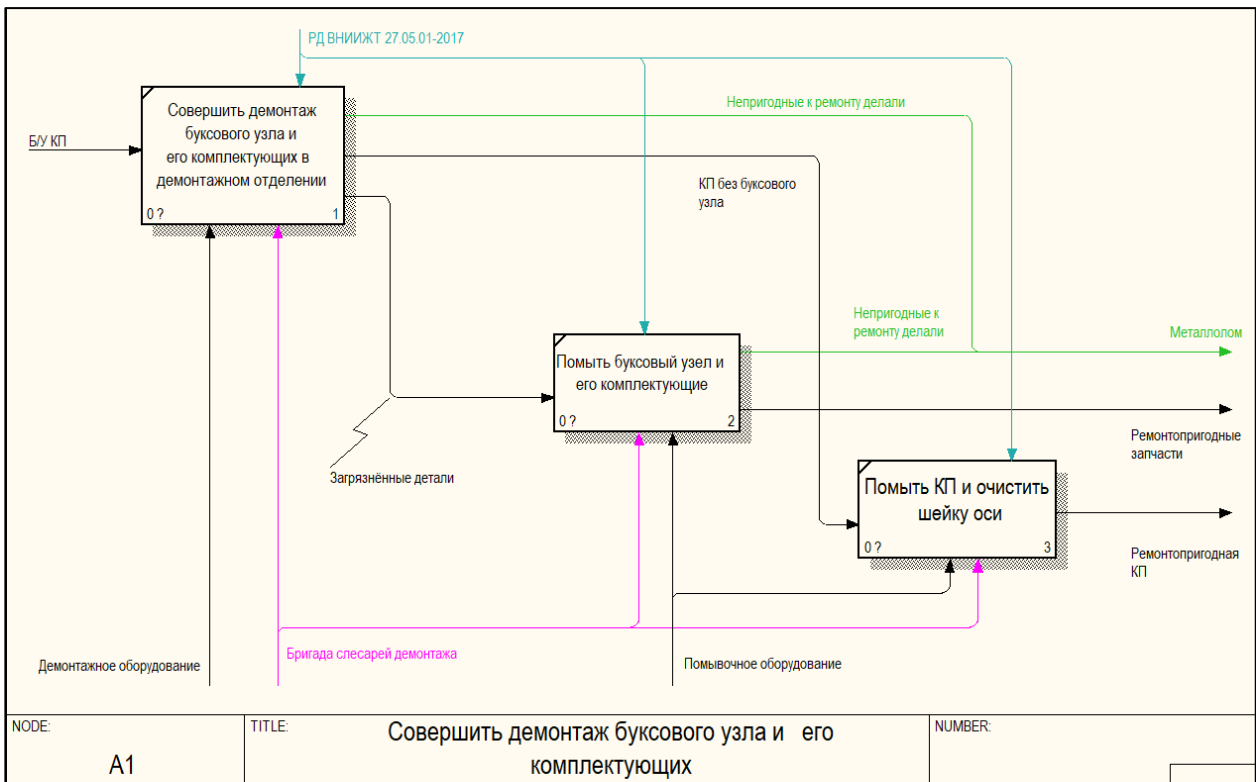 РД ВНИИЖТ 27.05.01-2017
Совершить демонтаж
буксового узла и
его комплектующих в
демонтажном отделении
0 ?
1
Б/У КП
Непригодные к ремонту делали
КП без буксового
узла
Непригодные к
ремонту делали
Металлолом
Помыть буксовый узел и
его комплектующие
0 ?
2
Ремонтопригодные
запчасти
Загрязнённые детали
Помыть КП и очистить
шейку оси
0 ?
3
Ремонтопригодная
КП
Демонтажное оборудование
Бригада слесарей демонтажа
Помывочное оборудование
NODE:
A1
TITLE:
Совершить демонтаж буксового узла и его
комплектующих
NUMBER: